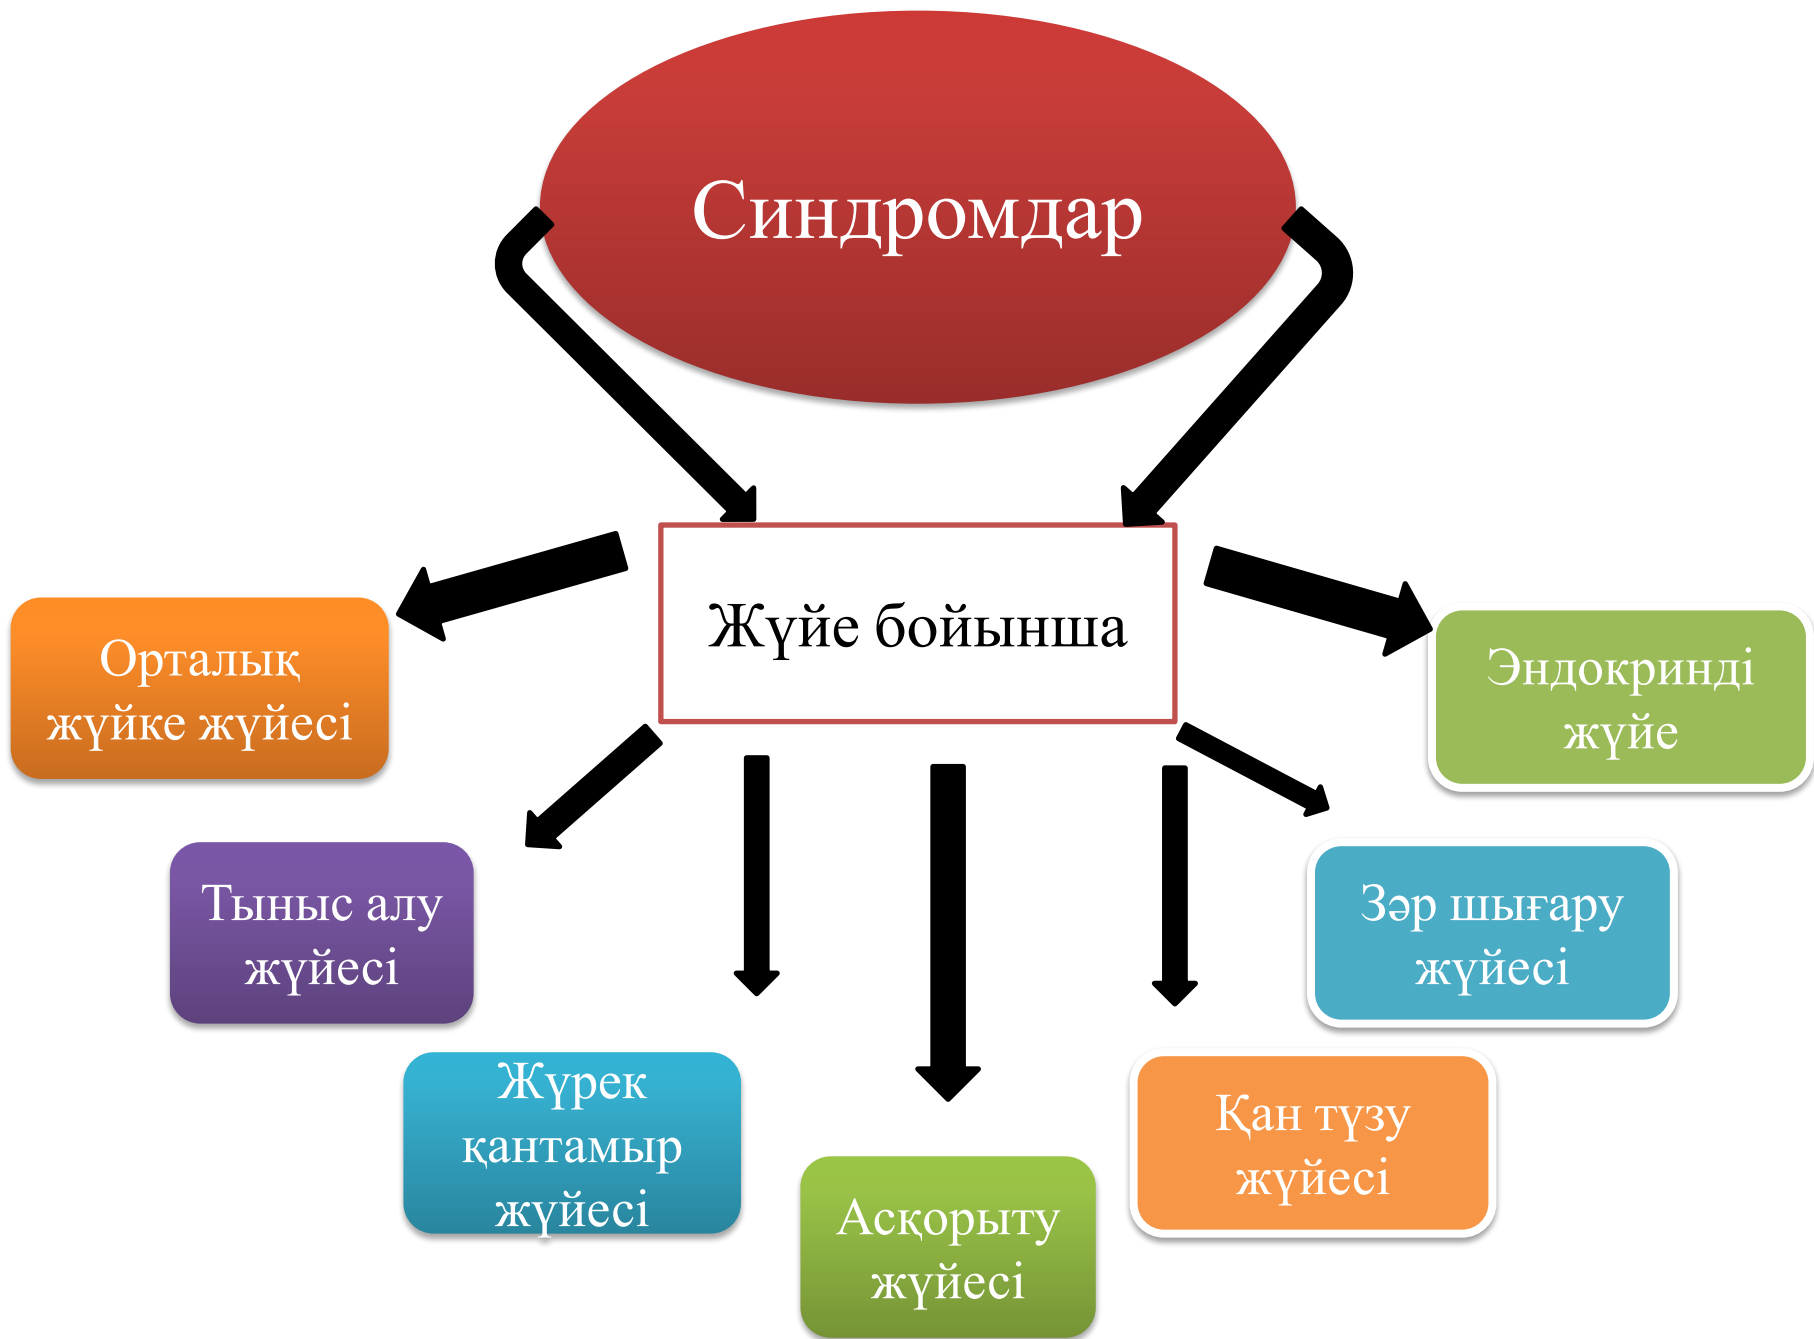 Синдромдар
Жүйе бойынша
Орталық
жүйке жүйесі
Эндокринді
жүйе
Тыныс алу
жүйесі
Зәр шығару
жүйесі
Жүрек
қантамыр
жүйесі
Қан түзу
жүйесі
Асқорыту
жүйесі